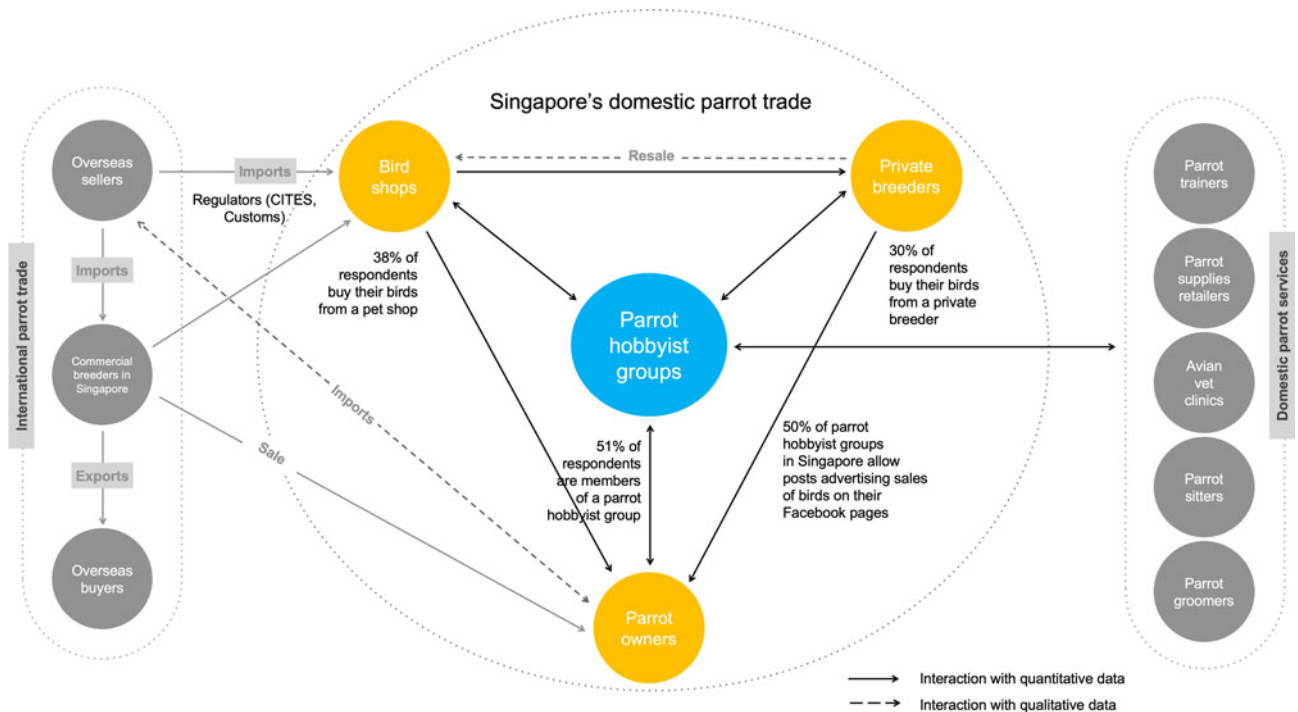 Singapore's domestic parrot trade
International parrot trade
Overseas
sellers
Imports
Regulators (CITES,
Customs)
Imports
Commercial
breeders in
Singapore
Exports
Overseas
buyers
Sale
Imports
Bird
shops
Resale
Private
breeders
38% of
respondents
buy their birds
from a pet shop
30% of
respondents
buy their birds
from a private
breeder
Parrot
hobbyist
groups
51% of
respondents
are members
of a parrot
hobbyist group
50% of parrot
hobbyist groups
in Singapore allow
posts advertising sales
of birds on their
Facebook pages
Parrot
owners
Parrot
trainers
Parrot
supplies
retailers
Avian
vet
clinics
Parrot
sitters
Parrot
groomers
Domestic parrot services
Interaction with quantitative data
Interaction with qualitative data